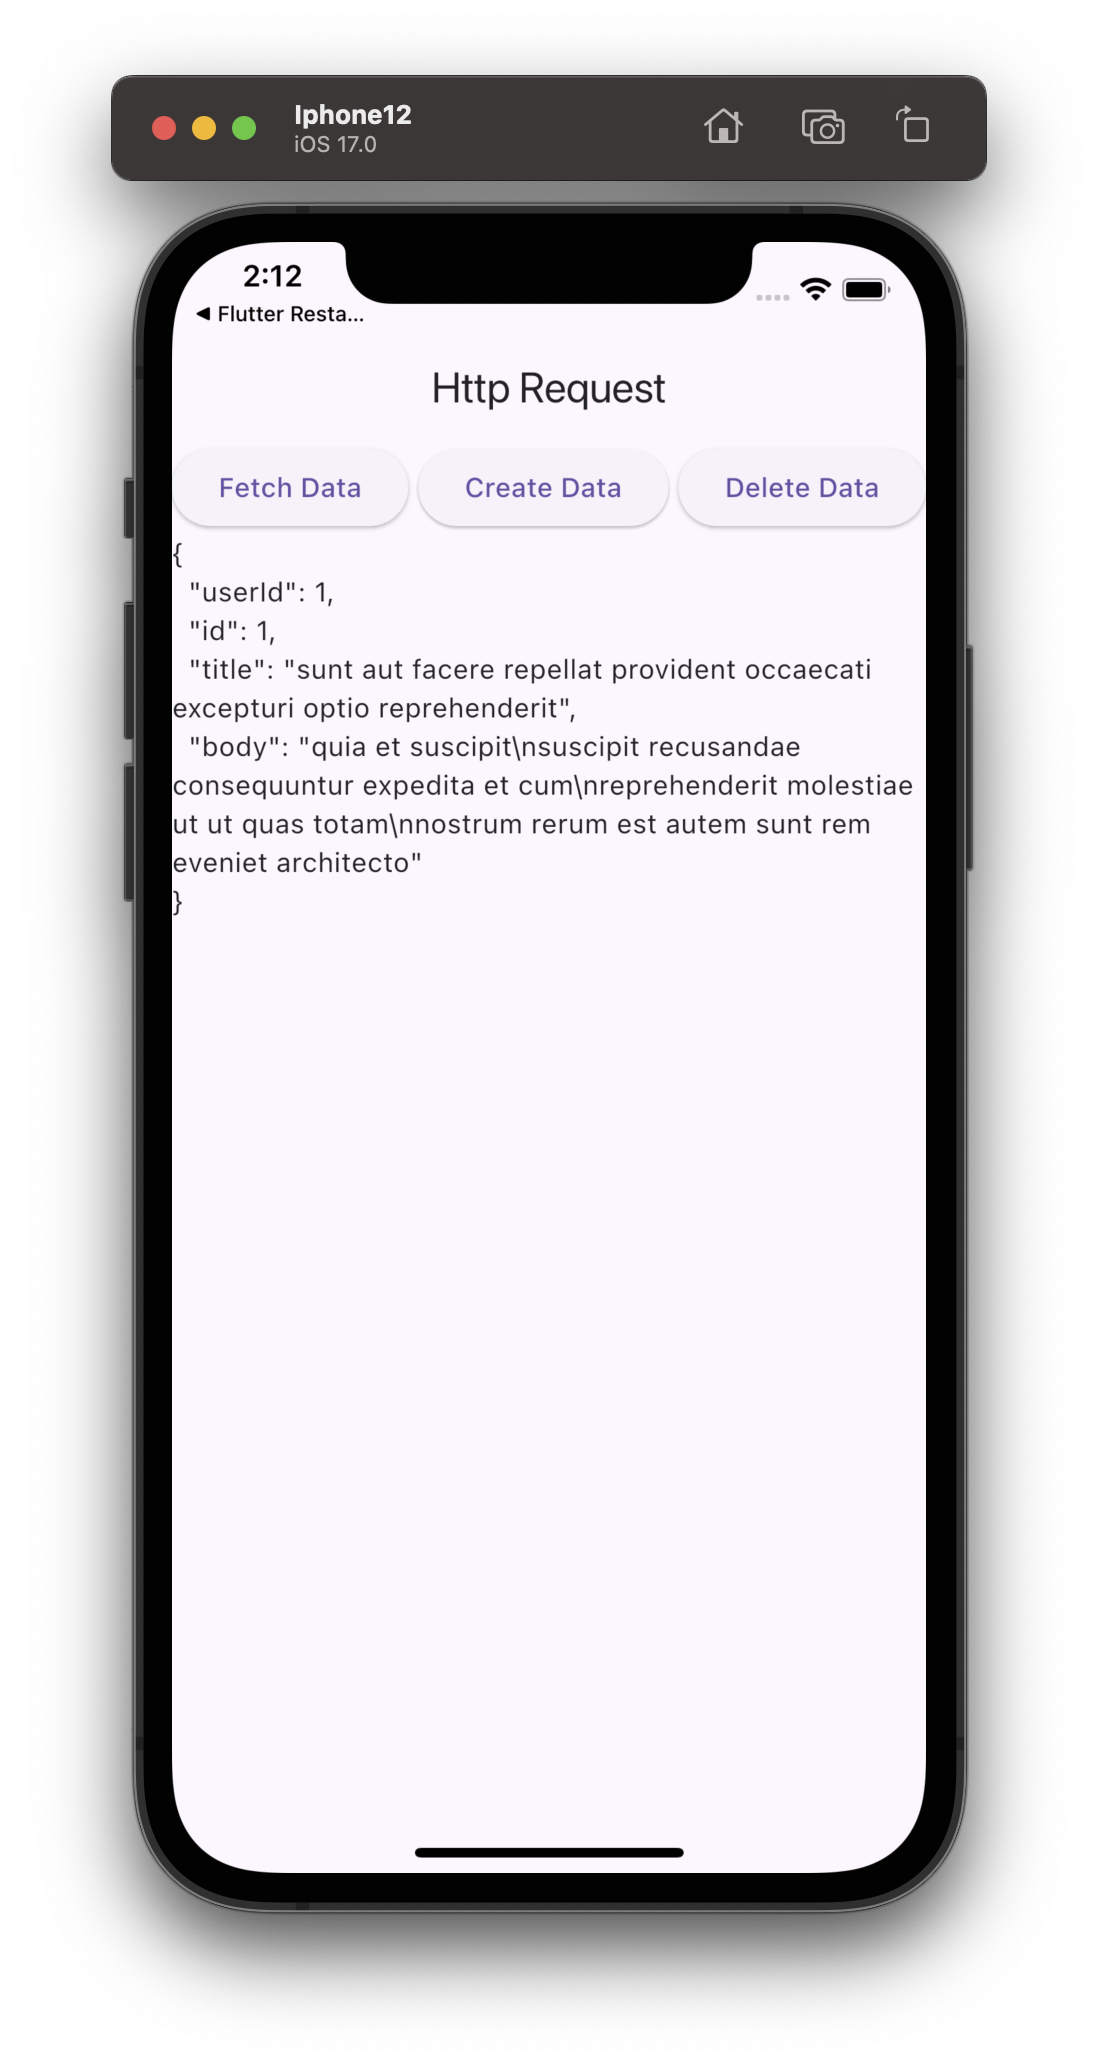 Iphone12
iOS 17.0
2:12
◀ Flutter Resta...
Http Request
Fetch Data
Create Data
Delete Data
{
  "userId": 1,
  "id": 1,
  "title": "sunt aut facere repellat provident occaecati
excepturi optio reprehenderit",
  "body": "quia et suscipit\nsuscipit recusandae
consequuntur expedita et cum\nreprehenderit molestiae
ut ut quas totam\nnostrum rerum est autem sunt rem
eveniet architecto"
}